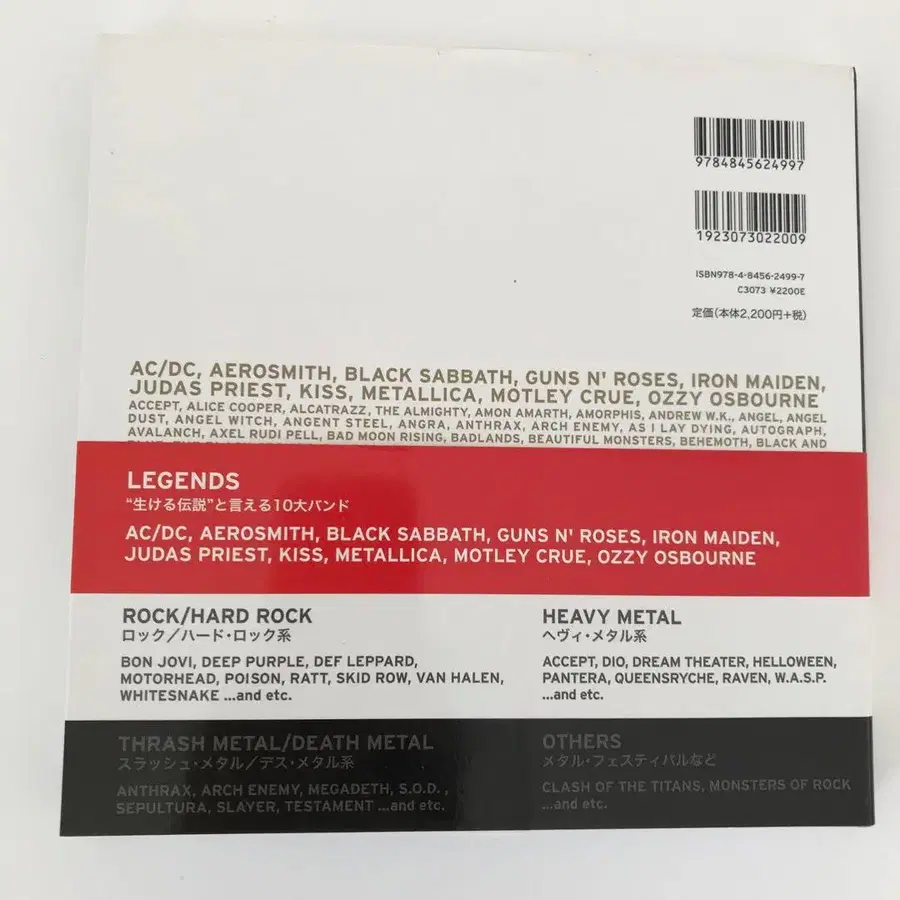 9784845624997
1923073022009
ISBN978-4-8456-2499-7
C3073 ¥2200E
定価(本体2,200円+税)
AC/DC, AEROSMITH, BLACK SABBATH, GUNS N' ROSES, IRON MAIDEN,
JUDAS PRIEST, KISS, METALLICA, MOTLEY CRUE, OZZY OSBOURNE
ACCEPT, ALICE COOPER, ALCATRAZZ, THE ALMIGHTY, AMON AMARTH, AMORPHIS, ANDREW W.K., ANGEL, ANGEL
DUST, ANGEL WITCH, ANGENT STEEL, ANGRA, ANTHRAX, ARCH ENEMY, AS I LAY DYING, AUTOGRAPH,
AVALANCH, AXEL RUDI PELL, BAD MOON RISING, BADLANDS, BEAUTIFUL MONSTERS, BEHEMOTH, BLACK AND
LEGENDS
“生ける伝説”と言える10大バンド
AC/DC, AEROSMITH, BLACK SABBATH, GUNS N' ROSES, IRON MAIDEN,
JUDAS PRIEST, KISS, METALLICA, MOTLEY CRUE, OZZY OSBOURNE
ROCK/HARD ROCK
ロック／ハード・ロック系
BON JOVI, DEEP PURPLE, DEF LEPPARD,
MOTORHEAD, POISON, RATT, SKID ROW, VAN HALEN,
WHITESNAKE ...and etc.
HEAVY METAL
ヘヴィ・メタル系
ACCEPT, DIO, DREAM THEATER, HELLOWEEN,
PANTERA, QUEENSRYCHE, RAVEN, W.A.S.P.
...and etc.
THRASH METAL/DEATH METAL
スラッシュ・メタル／デス・メタル系
ANTHRAX, ARCH ENEMY, MEGADETH, S.O.D. ,
SEPULTURA, SLAYER, TESTAMENT ...and etc.
OTHERS
メタル・フェスティバルなど
CLASH OF THE TITANS, MONSTERS OF ROCK
...and etc.